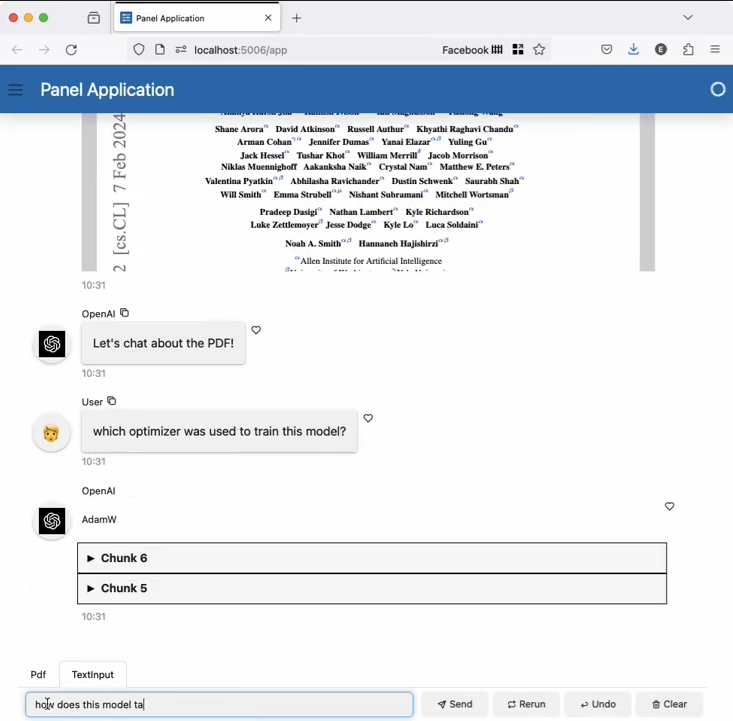 Panel Application
localhost:5006/app
Facebook
E
Panel Application
2 [cs.CL] 7 Feb 2024
Shane Arora α David Atkinson α Russell Authur α Khyathi Raghavi Chandu α
Arman Cohan Jennifer Dumas α Yanai Elazar α,β Yuling Gu α
Jack Hessel α Tushar Khot α William Merrill Jacob Morrison α
Niklas Muennighoff Aakanksha Naik α Crystal Nam α Matthew E. Peters α
Valentina Pyatkin α,β Abhilasha Ravichander α Dustin Schwenk α Saurabh Shah α
Will Smith α Emma Strubell α,μ Nishant Subramani α Mitchell Wortsman β
Pradeep Dasigi α Nathan Lambert α Kyle Richardson α
Luke Zettlemoyer β Jesse Dodge α Kyle Lo α Luca Soldaini α
Noah A. Smith α,β Hannaneh Hajishirzi α,β
α Allen Institute for Artificial Intelligence
10:31
OpenAI
Let's chat about the PDF!
10:31
User
which optimizer was used to train this model?
10:31
OpenAI
AdamW
► Chunk 6
► Chunk 5
10:31
Pdf TextInput
how does this model ta
Send Rerun Undo Clear